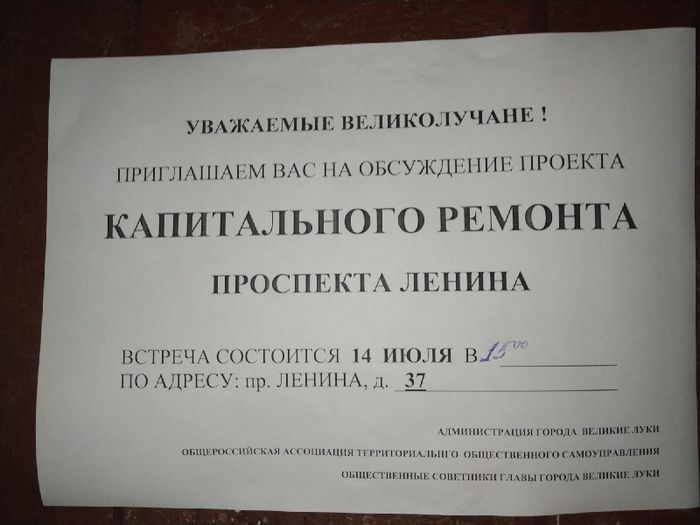 УВАЖАЕМЫЕ ВЕЛИКОЛУЧАНЕ !
ПРИГЛАШАЕМ ВАС НА ОБСУЖДЕНИЕ ПРОЕКТА
КАПИТАЛЬНОГО РЕМОНТА
ПРОСПЕКТА ЛЕНИНА
ВСТРЕЧА СОСТОИТСЯ 14 ИЮЛЯ В 15⁰⁰
ПО АДРЕСУ: пр. ЛЕНИНА, д. 37
АДМИНИСТРАЦИЯ ГОРОДА ВЕЛИКИЕ ЛУКИ
ОБЩЕРОССИЙСКАЯ АССОЦИАЦИЯ ТЕРРИТОРИАЛЬНГО ОБЩЕСТВЕННОГО САМОУПРАВЛЕНИЯ
ОБЩЕСТВЕННЫЕ СОВЕТНИКИ ГЛАВЫ ГОРОДА ВЕЛИКИЕ ЛУКИ